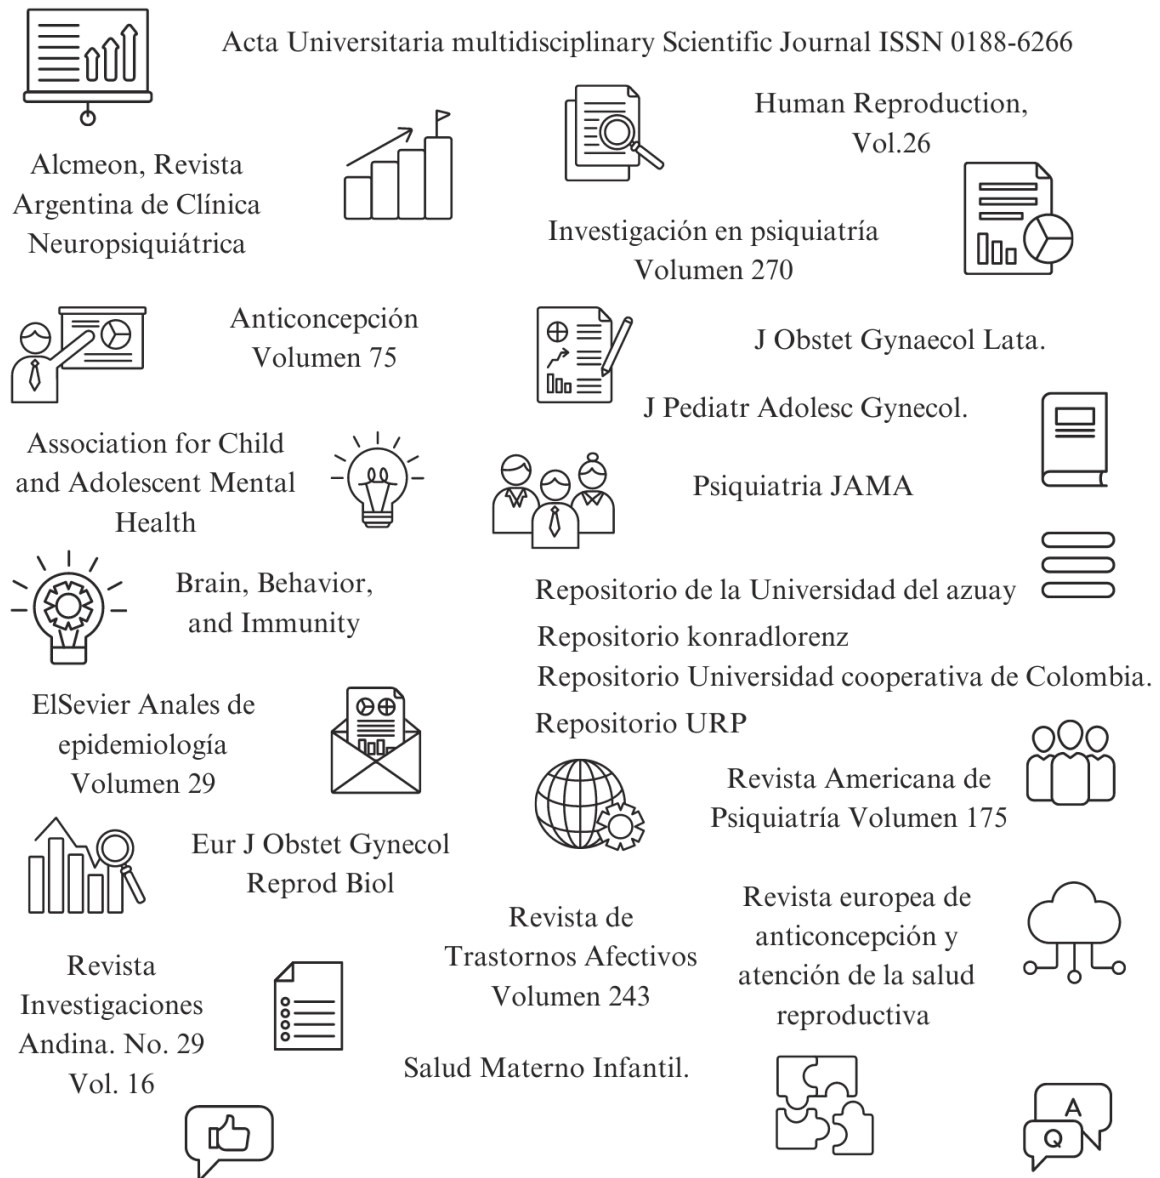 Acta Universitaria multidisciplinary Scientific Journal ISSN 0188-6266
Human Reproduction,
Vol.26
Alcmeon, Revista
Argentina de Clínica
Neuropsiquiátrica
Investigación en psiquiatría
Volumen 270
Anticoncepción
Volumen 75
J Obstet Gynaecol Lata.
J Pediatr Adolesc Gynecol.
Association for Child
and Adolescent Mental
Health
Psiquiatria JAMA
Brain, Behavior,
and Immunity
Repositorio de la Universidad del azuay
Repositorio konradlorenz
Repositorio Universidad cooperativa de Colombia.
Repositorio URP
ElSevier Anales de
epidemiología
Volumen 29
Revista Americana de
Psiquiatría Volumen 175
Eur J Obstet Gynecol
Reprod Biol
Revista de
Trastornos Afectivos
Volumen 243
Revista europea de
anticoncepción y
atención de la salud
reproductiva
Revista
Investigaciones
Andina. No. 29
Vol. 16
Salud Materno Infantil.
A
Q